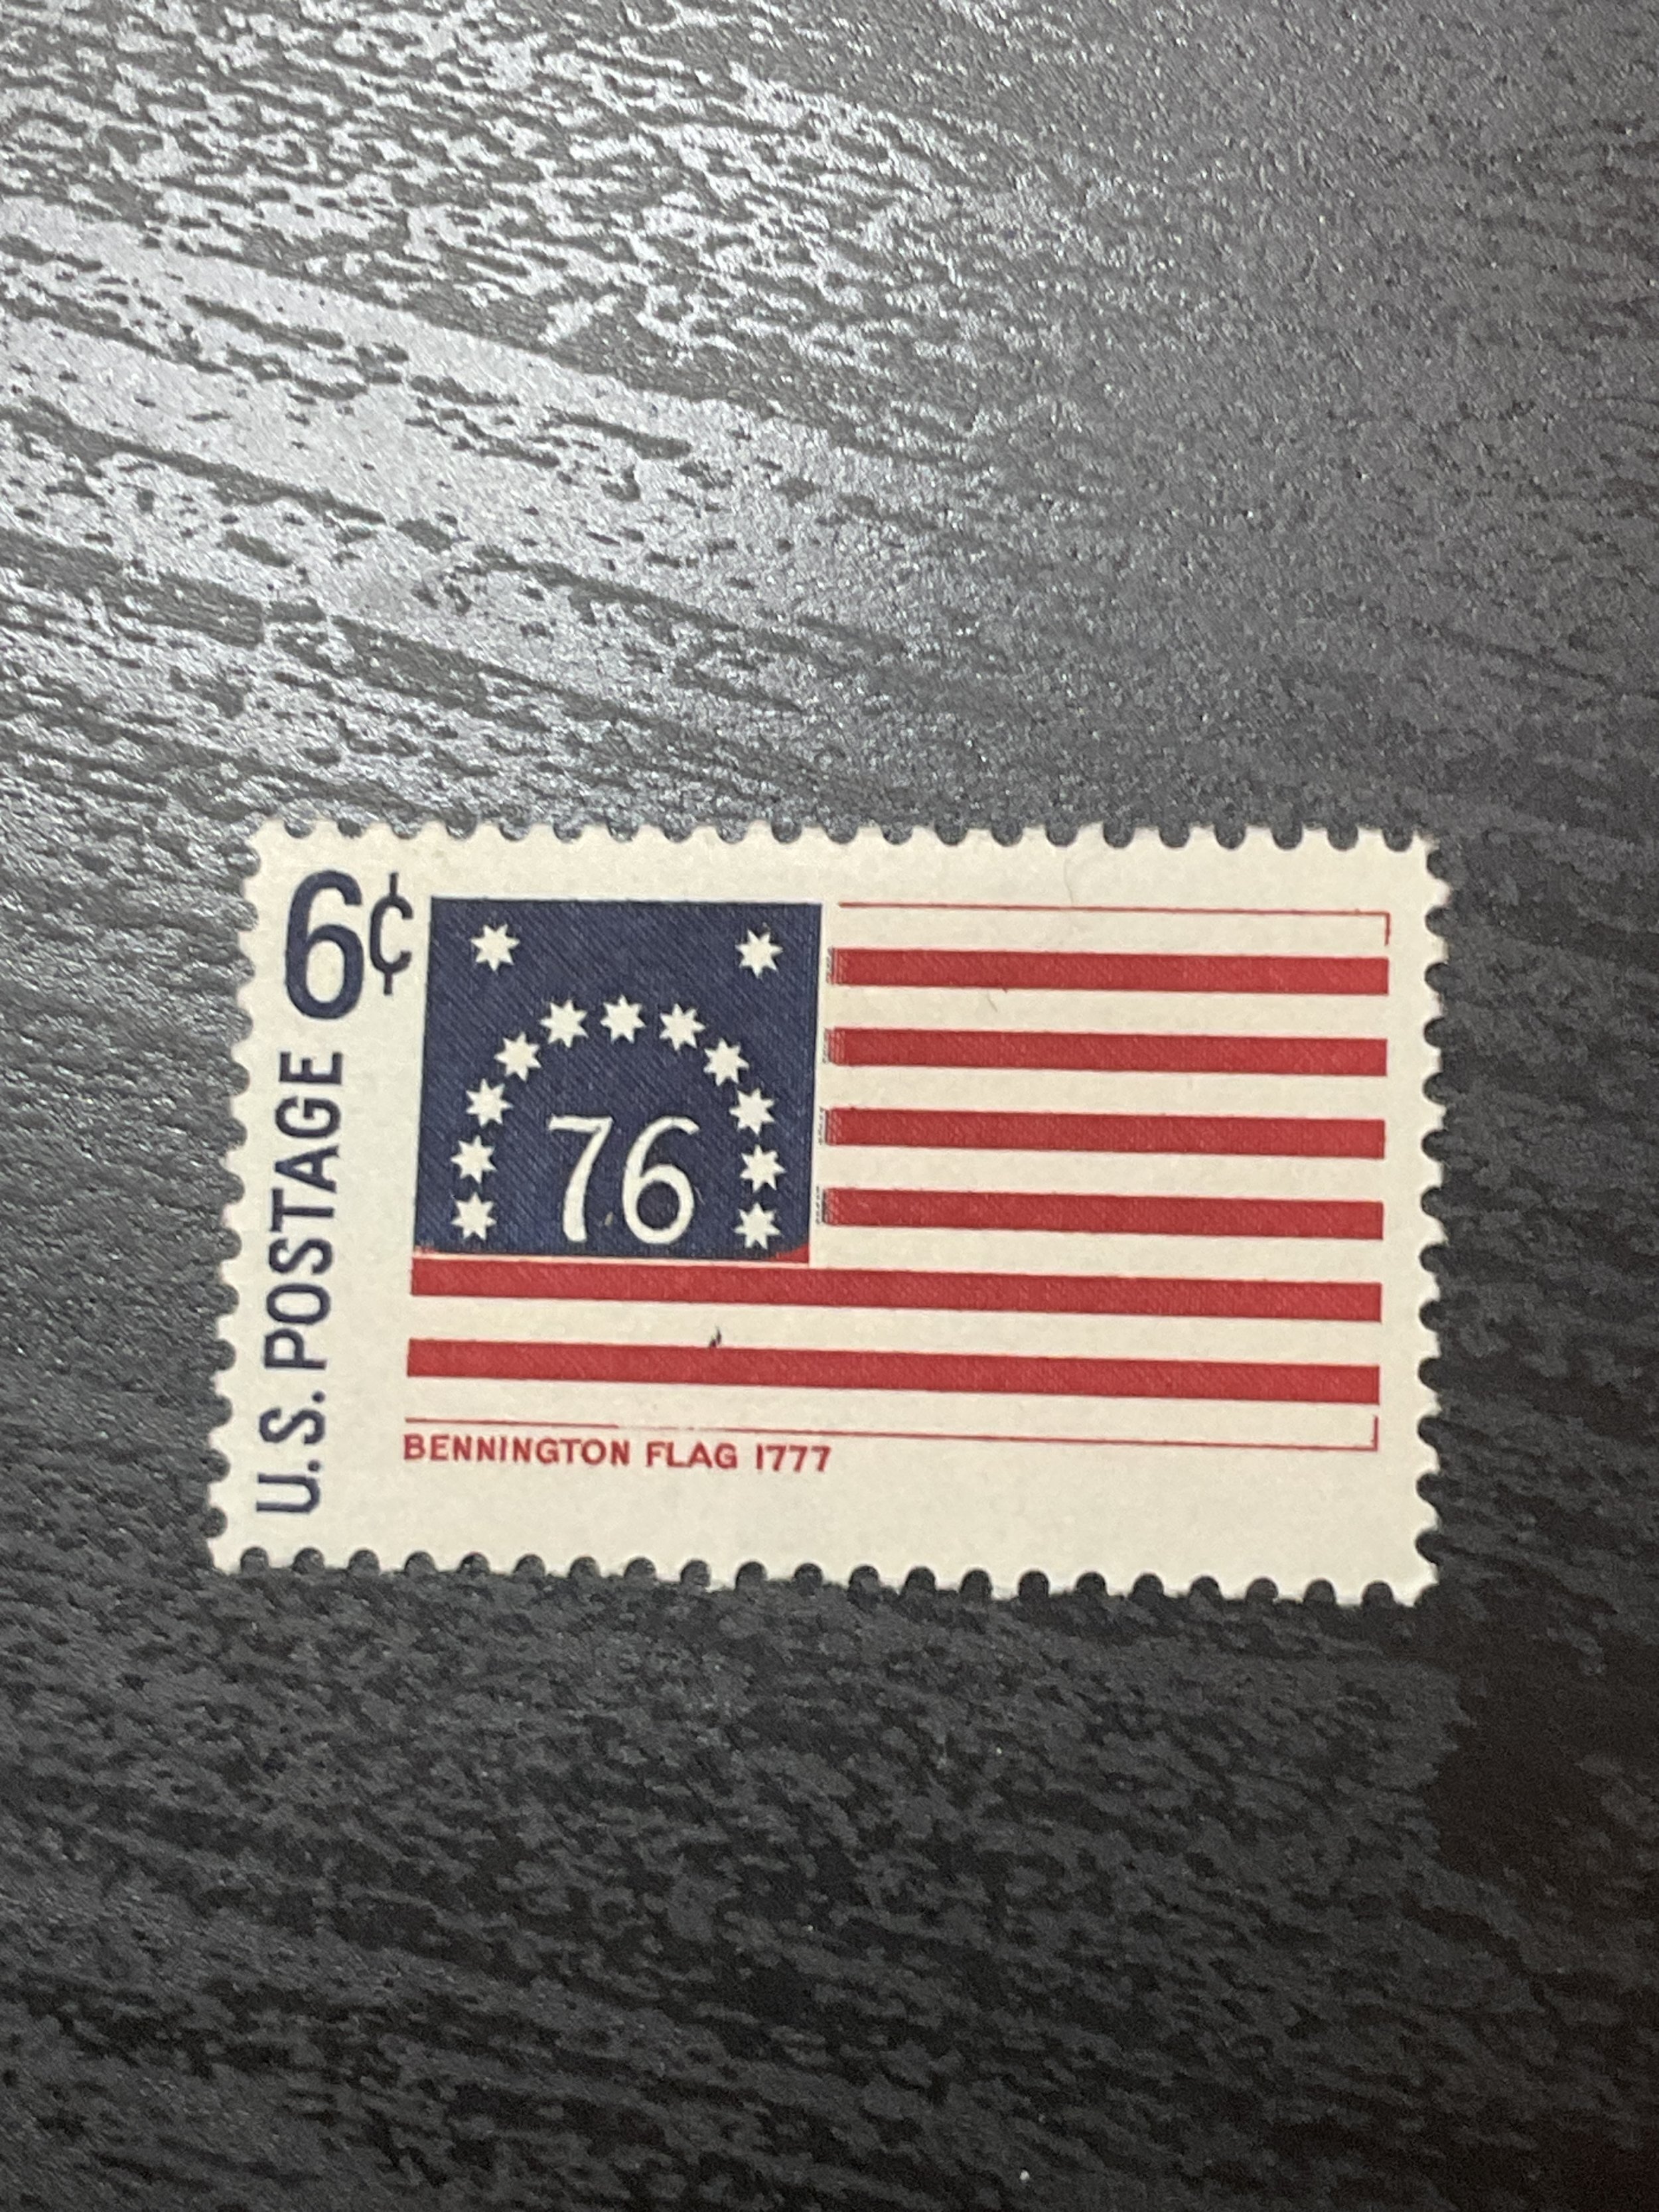 6¢
U.S. POSTAGE
76
BENNINGTON FLAG 1777